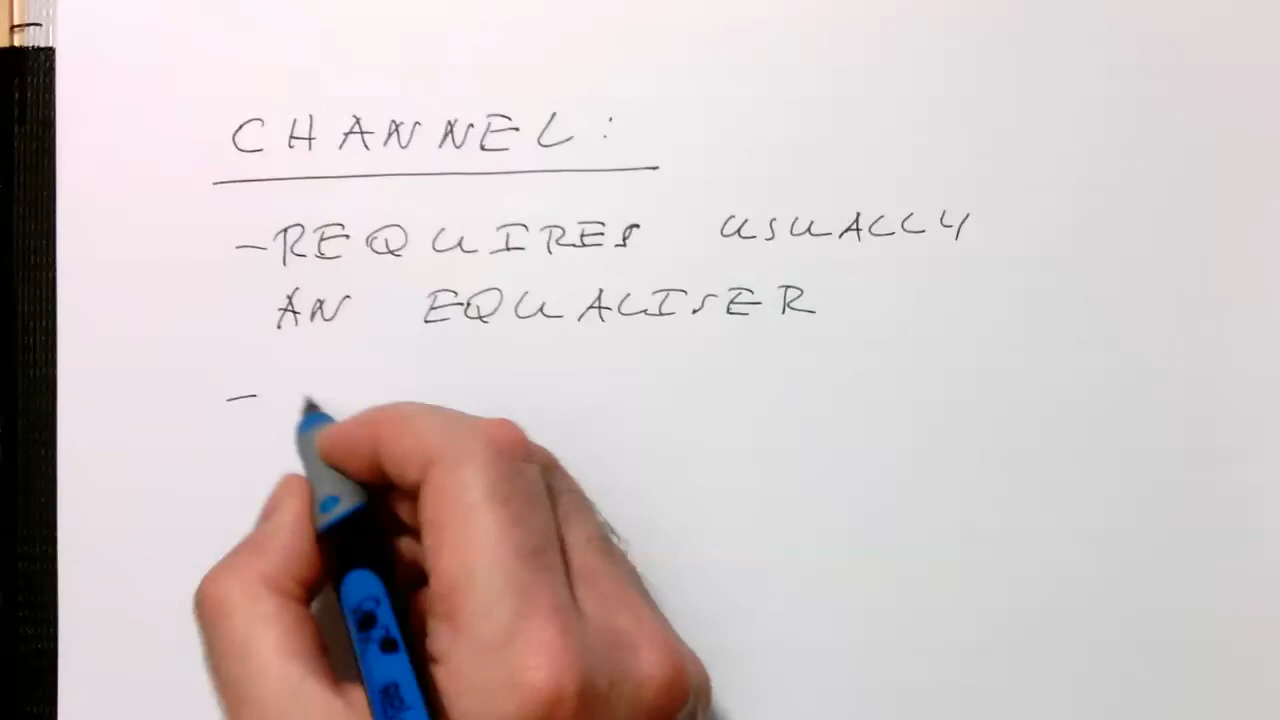 CHANNEL:
- REQUIRES USUALLY
AN EQUALISER
-